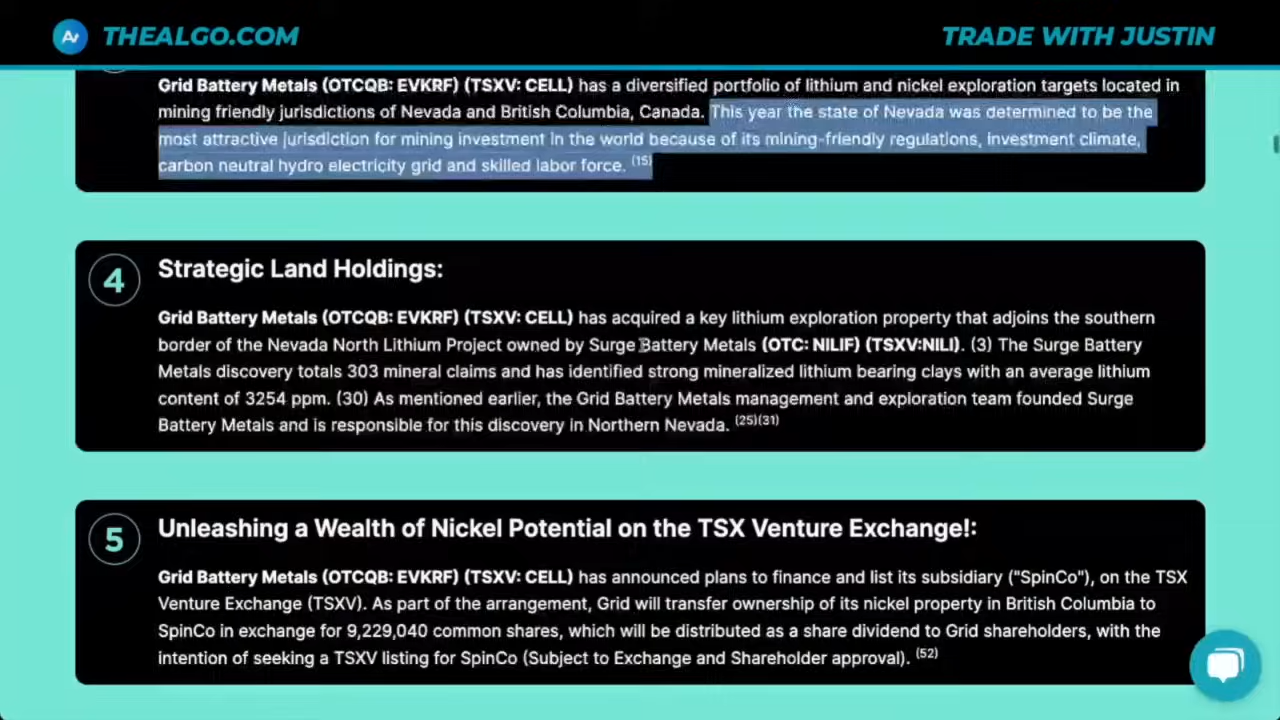 THEALGO.COM
TRADE WITH JUSTIN
Grid Battery Metals (OTCQB: EVKRF) (TSXV: CELL) has a diversified portfolio of lithium and nickel exploration targets located in
mining friendly jurisdictions of Nevada and British Columbia, Canada. This year the state of Nevada was determined to be the
most attractive jurisdiction for mining investment in the world because of its mining-friendly regulations, investment climate,
carbon neutral hydro electricity grid and skilled labor force. (15)
4
Strategic Land Holdings:
Grid Battery Metals (OTCQB: EVKRF) (TSXV: CELL) has acquired a key lithium exploration property that adjoins the southern
border of the Nevada North Lithium Project owned by Surge Battery Metals (OTC: NILIF) (TSXV:NILI). (3) The Surge Battery
Metals discovery totals 303 mineral claims and has identified strong mineralized lithium bearing clays with an average lithium
content of 3254 ppm. (30) As mentioned earlier, the Grid Battery Metals management and exploration team founded Surge
Battery Metals and is responsible for this discovery in Northern Nevada. (25)(31)
5
Unleashing a Wealth of Nickel Potential on the TSX Venture Exchange!:
Grid Battery Metals (OTCQB: EVKRF) (TSXV: CELL) has announced plans to finance and list its subsidiary ("SpinCo"), on the TSX
Venture Exchange (TSXV). As part of the arrangement, Grid will transfer ownership of its nickel property in British Columbia to
SpinCo in exchange for 9,229,040 common shares, which will be distributed as a share dividend to Grid shareholders, with the
intention of seeking a TSXV listing for SpinCo (Subject to Exchange and Shareholder approval). (52)